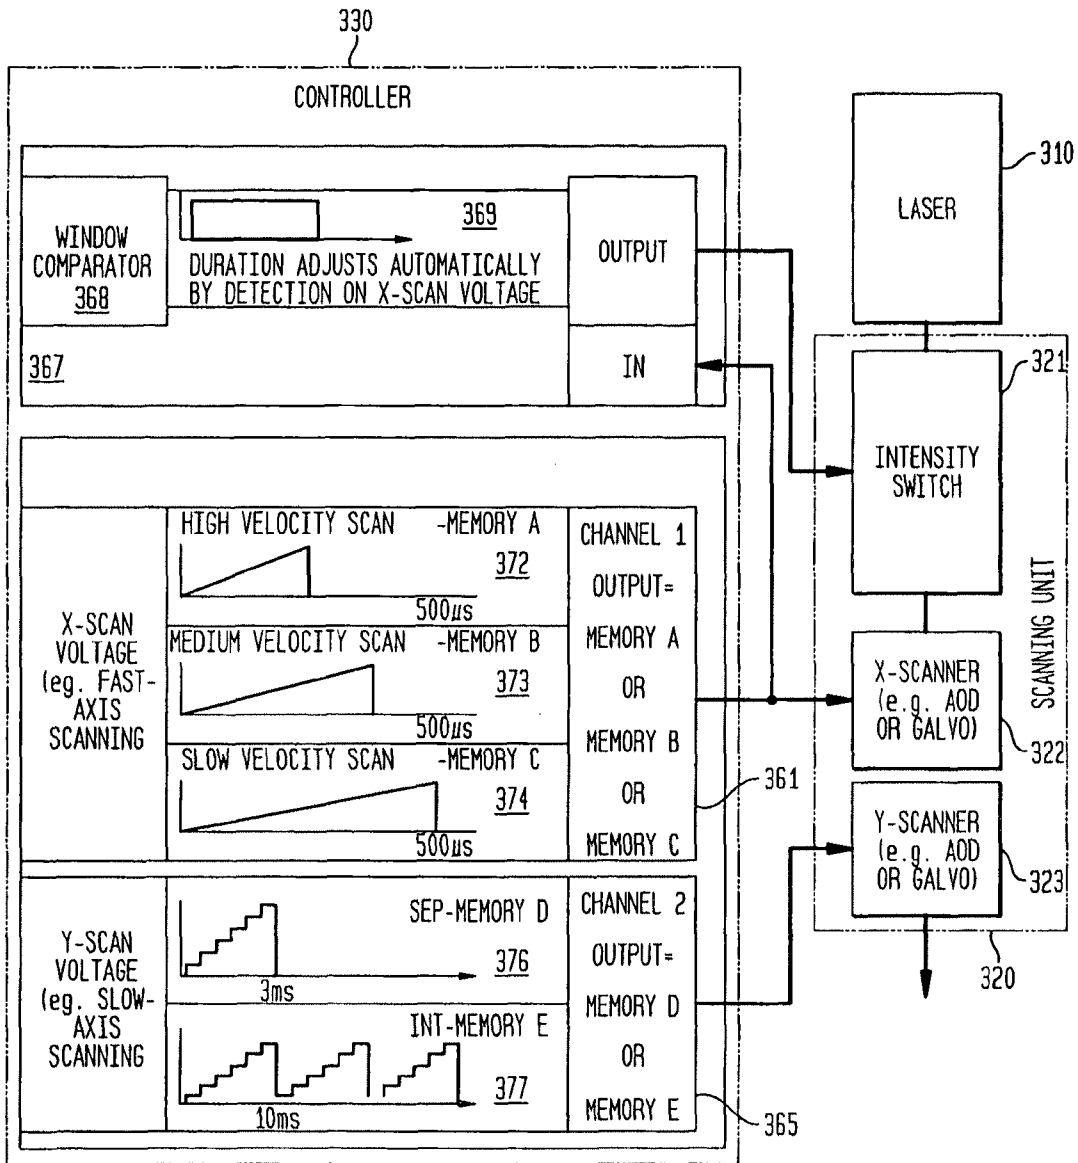 330
CONTROLLER
WINDOW
COMPARATOR
368
369
DURATION ADJUSTS AUTOMATICALLY
BY DETECTION ON X-SCAN VOLTAGE
OUTPUT
367
IN
LASER
310
321
INTENSITY
SWITCH
SCANNING UNIT
X-SCANNER
(e.g. AOD
OR GALVO)
322
Y-SCANNER
(e.g. AOD
OR GALVO)
323
320
X-SCAN
VOLTAGE
(eg. FAST-
AXIS
SCANNING
HIGH VELOCITY SCAN -MEMORY A
372
500µs
MEDIUM VELOCITY SCAN -MEMORY B
373
500µs
SLOW VELOCITY SCAN -MEMORY C
374
500µs
CHANNEL 1
OUTPUT=
MEMORY A
OR
MEMORY B
OR
MEMORY C
361
Y-SCAN
VOLTAGE
(eg. SLOW-
AXIS
SCANNING
SEP-MEMORY D
376
3ms
INT-MEMORY E
377
10ms
CHANNEL 2
OUTPUT=
MEMORY D
OR
MEMORY E
365